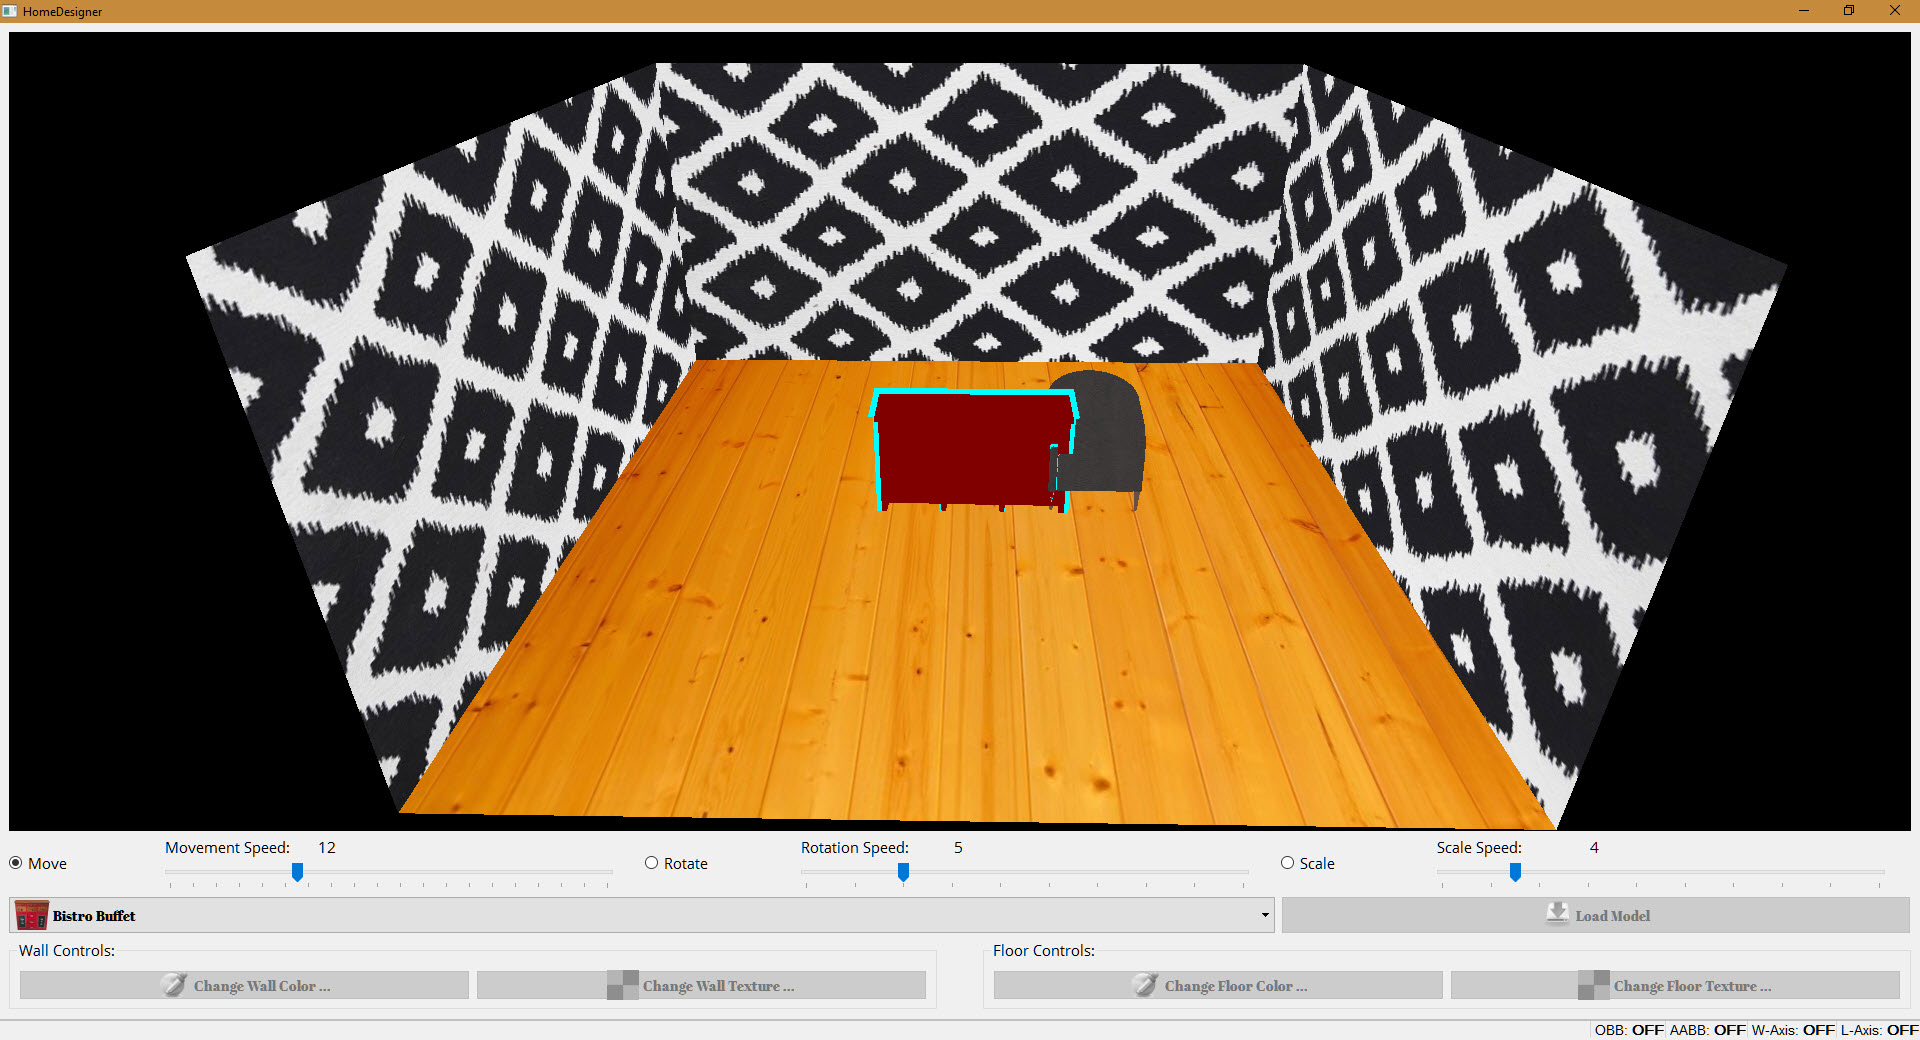 HomeDesigner
Movement Speed: 12
Rotation Speed: 5
Scale Speed: 4
Move
Rotate
Scale
Bistro Buffet
Load Model
Wall Controls:
Floor Controls:
Change Wall Color ...
Change Wall Texture ...
Change Floor Color ...
Change Floor Texture ...
OBB: OFF AABB: OFF W-Axis: OFF L-Axis: OFF